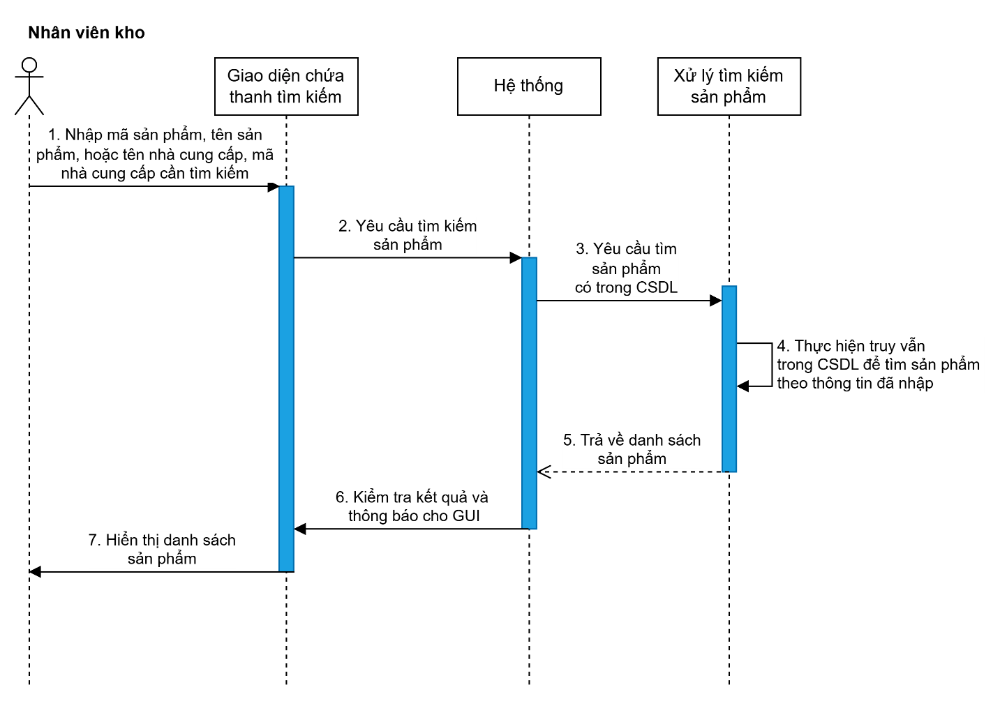 Nhân viên kho
Giao diện chứa
thanh tìm kiếm
Hệ thống
Xử lý tìm kiếm
sản phẩm
1. Nhập mã sản phẩm, tên sản
phẩm, hoặc tên nhà cung cấp, mã
nhà cung cấp cần tìm kiếm
2. Yêu cầu tìm kiếm
sản phẩm
3. Yêu cầu tìm
sản phẩm
có trong CSDL
4. Thực hiện truy vẫn
trong CSDL để tìm sản phẩm
theo thông tin đã nhập
5. Trả về danh sách
sản phẩm
6. Kiểm tra kết quả và
thông báo cho GUI
7. Hiển thị danh sách
sản phẩm